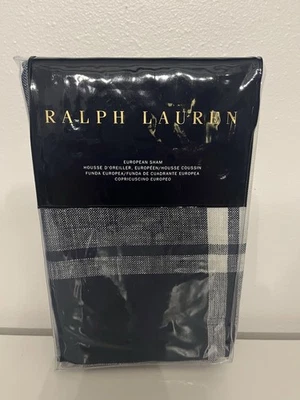 RALPH LAUREN
EUROPEAN SHAM
HOUSSE D'OREILLER, EUROPÉEN/HOUSSE COUSSIN
FUNDA EUROPEA/FUNDA DE CUADRANTE EUROPEA
COPRICUSCINO EUROPEO